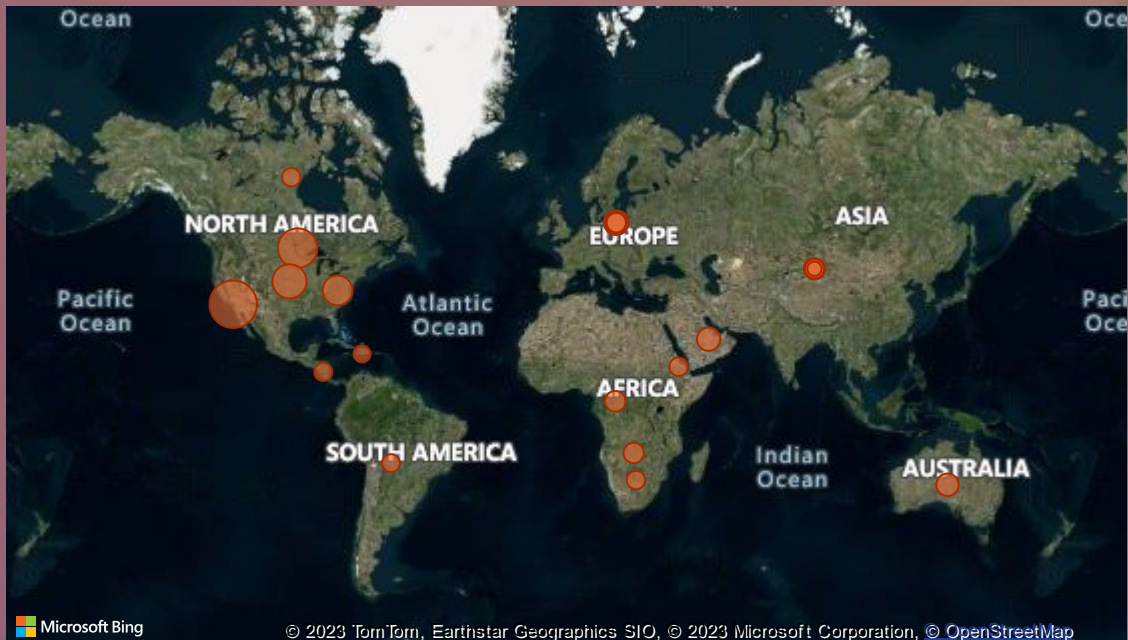 Ocean
Oce
NORTH AMERICA
ASIA
EUROPE
Pacific
Ocean
Atlantic
Ocean
Paci
Oce
AFRICA
SOUTH AMERICA
Indian
Ocean
AUSTRALIA
Microsoft Bing
© 2023 TomTom, Earthstar Geographics SIO, © 2023 Microsoft Corporation, © OpenStreetMap